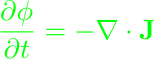 ∂ϕ/∂t = −∇ · 𝐉